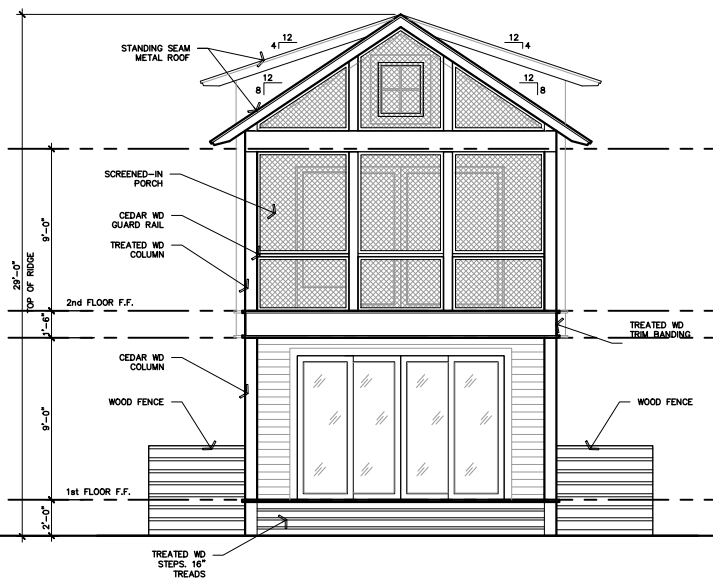 12
4
12
4
STANDING SEAM
METAL ROOF
12
8
12
8
SCREENED-IN
PORCH
CEDAR WD
GUARD RAIL
TREATED WD
COLUMN
9'-0"
29'-0"
TOP OF RIDGE
2nd FLOOR F.F.
1'-6"
TREATED WD
TRIM BANDING
CEDAR WD
COLUMN
WOOD FENCE
WOOD FENCE
9'-0"
1st FLOOR F.F.
2'-0"
TREATED WD
STEPS. 16"
TREADS